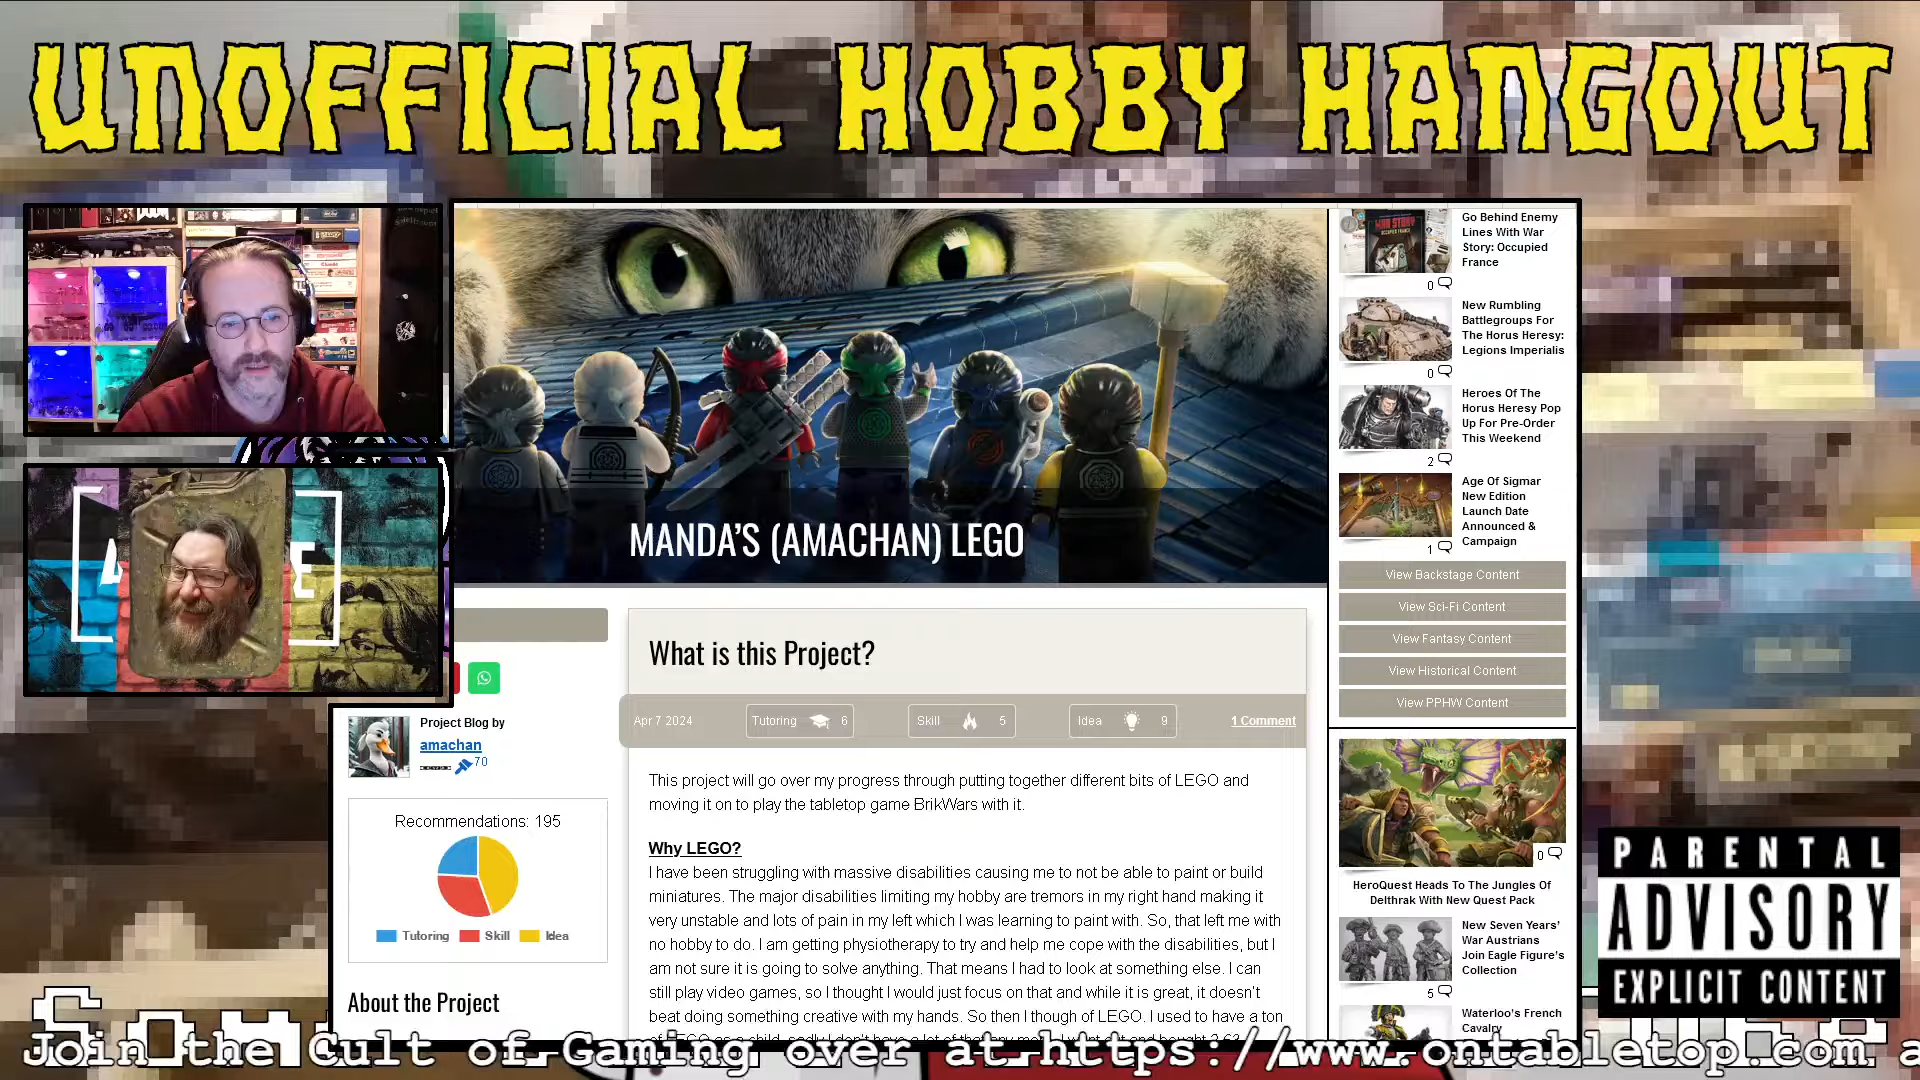 UNOFFICIAL HOBBY HANGOUT
MANDA'S (AMACHAN) LEGO
Project Blog by
amachan
70
Recommendations: 195
Tutoring Skill Idea
About the Project
What is this Project?
Apr 7 2024 Tutoring 6 Skill 5 Idea 9 1 Comment
This project will go over my progress through putting together different bits of LEGO and
moving it on to play the tabletop game BrikWars with it.
Why LEGO?
I have been struggling with massive disabilities causing me to not be able to paint or build
miniatures. The major disabilities limiting my hobby are tremors in my right hand making it
very unstable and lots of pain in my left which I was learning to paint with. So, that left me with
no hobby to do. I am getting physiotherapy to try and help me cope with the disabilities, but I
am not sure it is going to solve anything. That means I had to look at something else. I can
still play video games, so I thought I would just focus on that and while it is great, it doesn't
beat doing something creative with my hands. So then I though of LEGO. I used to have a ton
Go Behind Enemy
Lines With War
Story: Occupied
France
0
New Rumbling
Battlegroups For
The Horus Heresy:
Legions Imperialis
0
Heroes Of The
Horus Heresy Pop
Up For Pre-Order
This Weekend
2
Age Of Sigmar
New Edition
Launch Date
Announced &
Campaign
1
View Backstage Content
View Sci-Fi Content
View Fantasy Content
View Historical Content
View PPHW Content
0
HeroQuest Heads To The Jungles Of
Delthrak With New Quest Pack
New Seven Years'
War Austrians
Join Eagle Figure's
Collection
5
Waterloo's French
Cavalry
PARENTAL
ADVISORY
EXPLICIT CONTENT
Join the Cult of Gaming over at https://www.ontabletop.com a